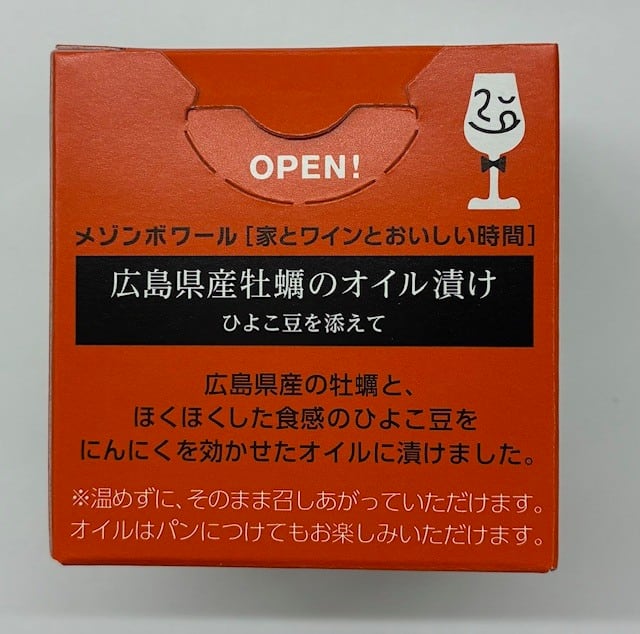 OPEN!
メゾンボワール［家とワインとおいしい時間］
広島県産牡蠣のオイル漬け
ひよこ豆を添えて
広島県産の牡蠣と、
ほくほくした食感のひよこ豆を
にんにくを効かせたオイルに漬けました。
※温めずに、そのまま召しあがっていただけます。
オイルはパンにつけてもお楽しみいただけます。